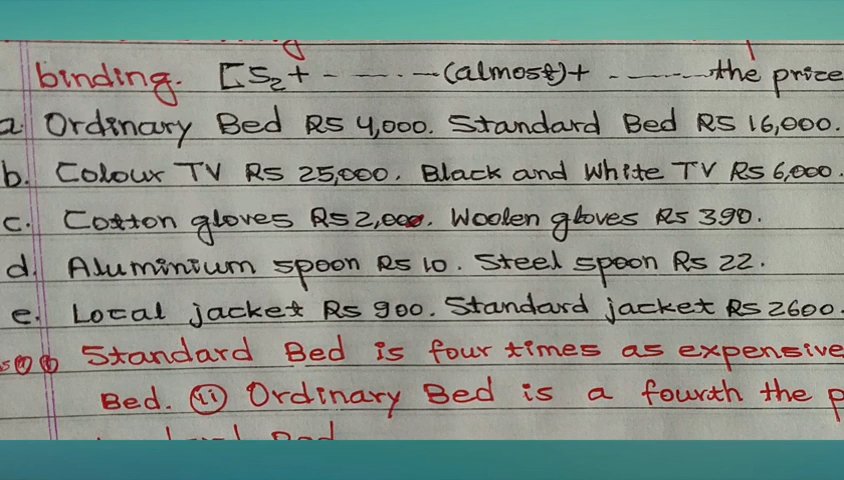 binding. [S2 + - - - . - (almost) + . - - - - the price
a Ordinary Bed RS 4,000. Standard Bed RS 16,000.
b. Colour TV RS 25,000. Black and White TV RS 6,000.
c. Cotton gloves RS 2,000. Woolen gloves RS 390.
d. Aluminium spoon RS 10. Steel spoon RS 22.
e. Local jacket RS 900. Standard jacket RS 2600.
(i) Standard Bed is four times as expensive
Bed. (ii) Ordinary Bed is a fourth the p